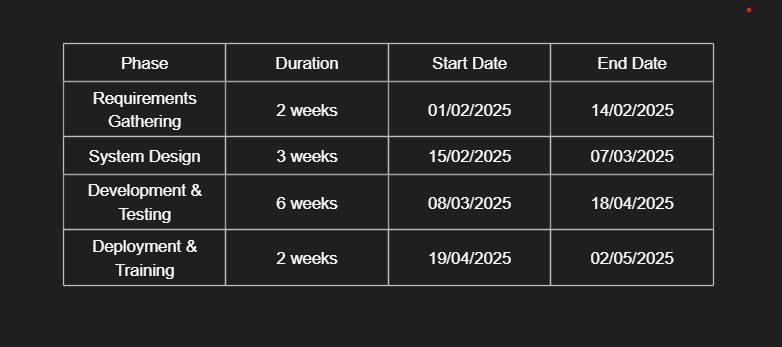 Phase Duration Start Date End Date
Requirements
Gathering 2 weeks 01/02/2025 14/02/2025
System Design 3 weeks 15/02/2025 07/03/2025
Development &
Testing 6 weeks 08/03/2025 18/04/2025
Deployment &
Training 2 weeks 19/04/2025 02/05/2025